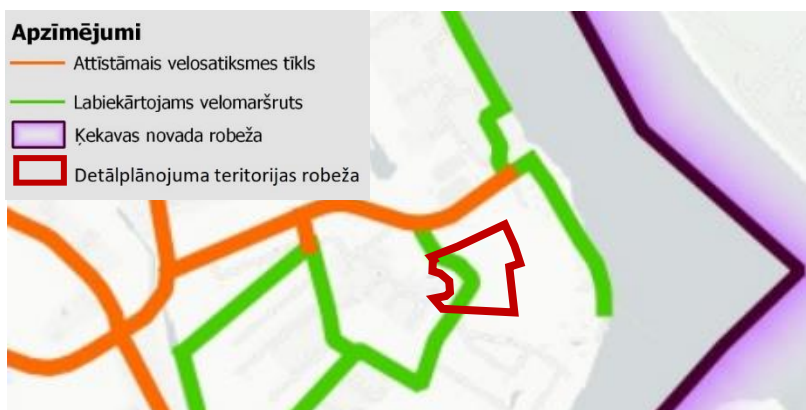 Apzīmējumi
Attīstāmais velosatiksmes tīkls
Labiekārtojams velomaršruts
Ķekavas novada robeža
Detālplānojuma teritorijas robeža